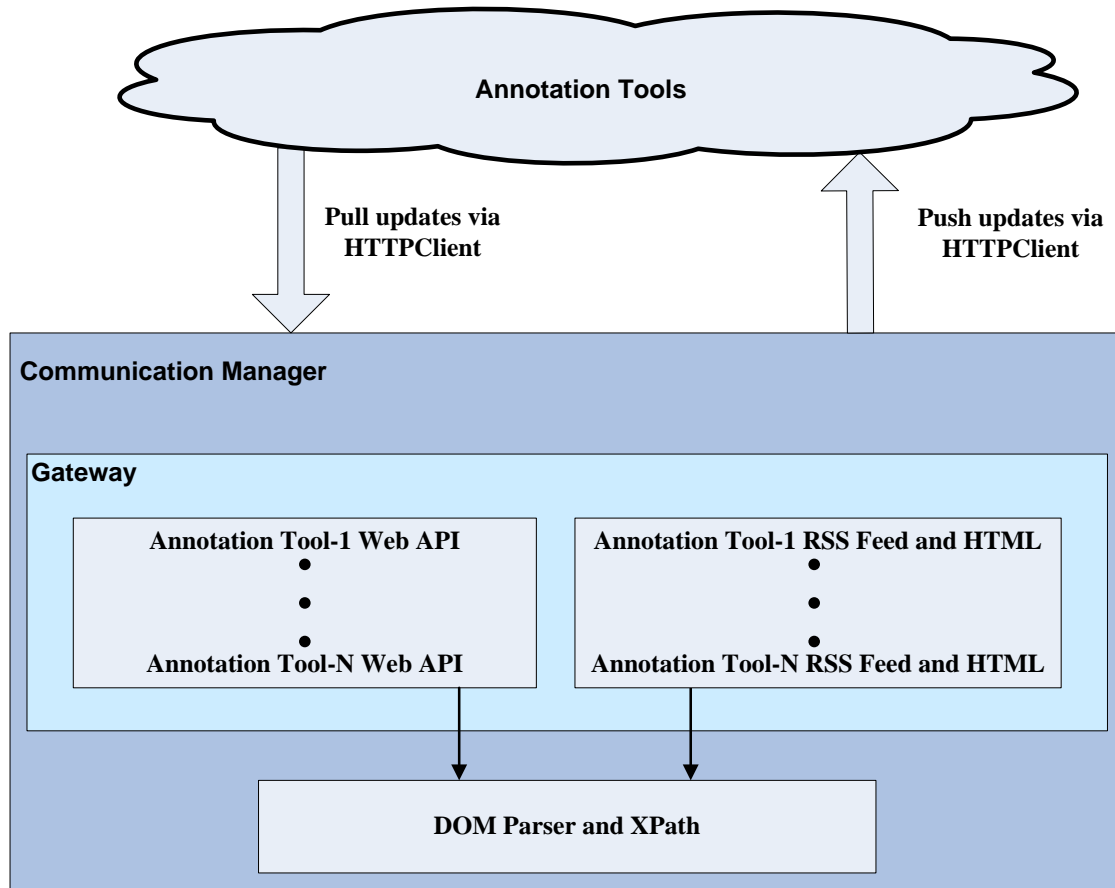 Annotation Tools
Pull updates via
HTTPClient
Push updates via
HTTPClient
Communication Manager
Gateway
Annotation Tool-1 Web API
Annotation Tool-N Web API
Annotation Tool-1 RSS Feed and HTML
Annotation Tool-N RSS Feed and HTML
DOM Parser and XPath